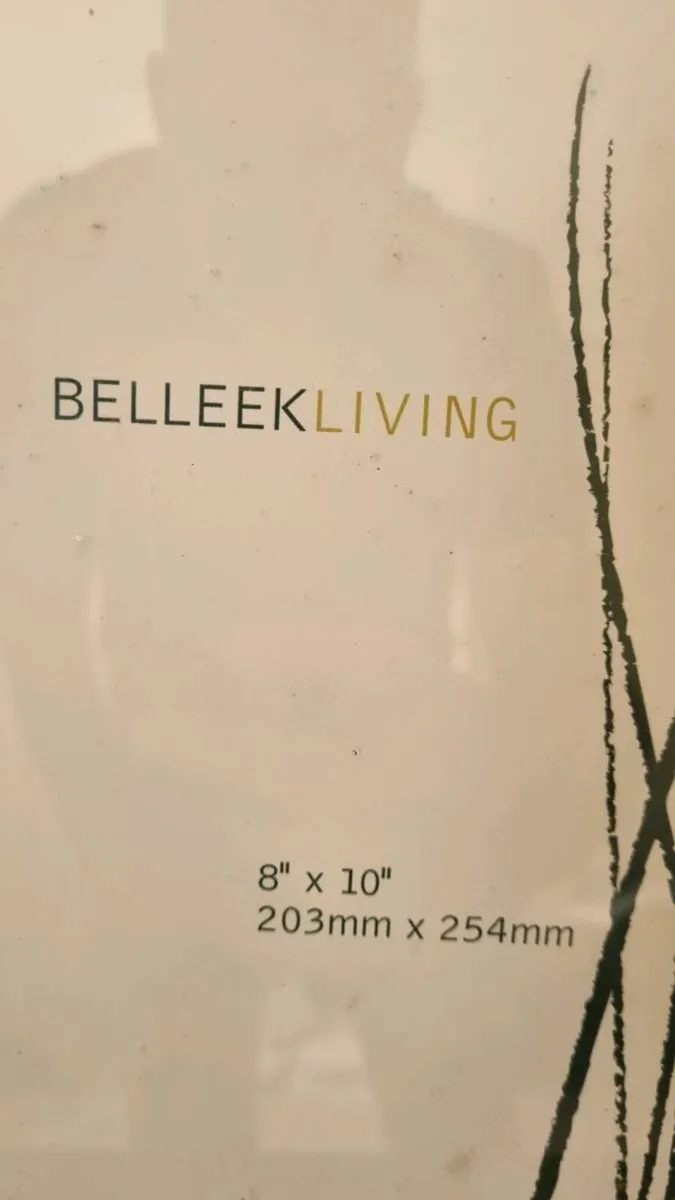 BELLEEKLIVING
8" x 10"
203mm x 254mm